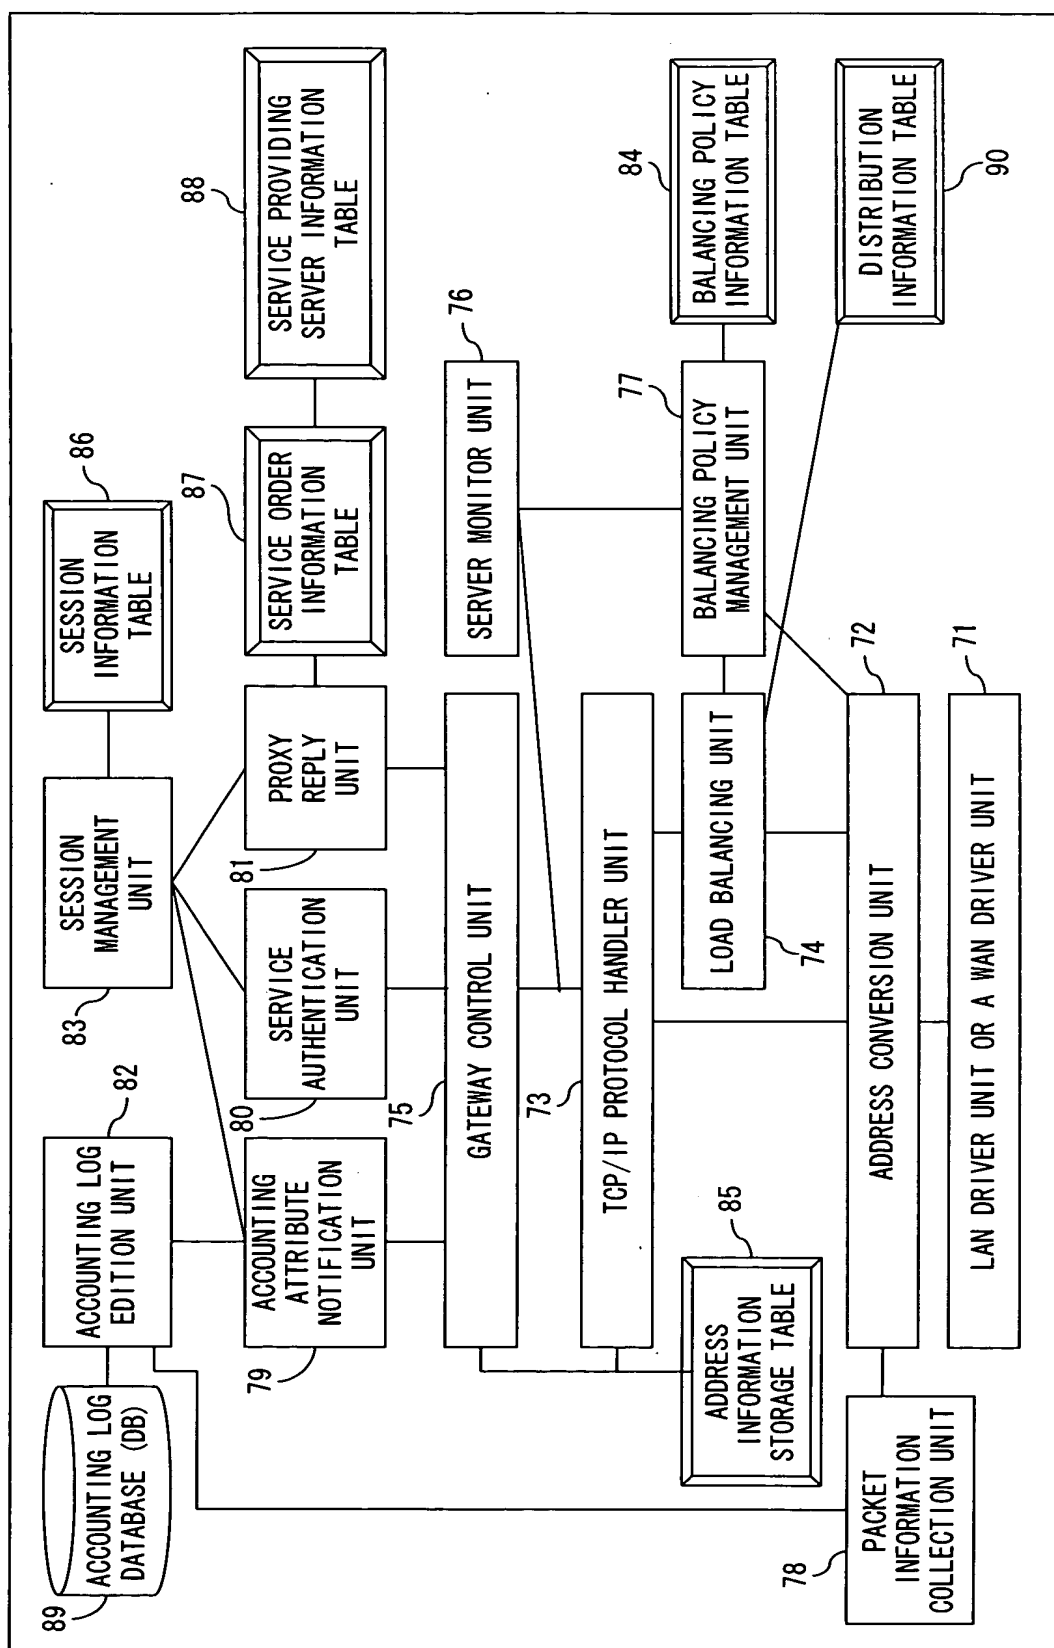 89
ACCOUNTING LOG
DATABASE (DB)
82
ACCOUNTING LOG
EDITION UNIT
83
SESSION
MANAGEMENT
UNIT
86
SESSION
INFORMATION
TABLE
79
ACCOUNTING
ATTRIBUTE
NOTIFICATION
UNIT
80
SERVICE
AUTHENTICATION
UNIT
81
PROXY
REPLY
UNIT
87
SERVICE ORDER
INFORMATION
TABLE
88
SERVICE PROVIDING
SERVER INFORMATION
TABLE
75
GATEWAY CONTROL UNIT
76
SERVER MONITOR UNIT
73
TCP/IP PROTOCOL HANDLER UNIT
85
ADDRESS
INFORMATION
STORAGE TABLE
74
LOAD BALANCING UNIT
77
BALANCING POLICY
MANAGEMENT UNIT
84
BALANCING POLICY
INFORMATION TABLE
78
PACKET
INFORMATION
COLLECTION UNIT
72
ADDRESS CONVERSION UNIT
90
DISTRIBUTION
INFORMATION TABLE
71
LAN DRIVER UNIT OR A WAN DRIVER UNIT